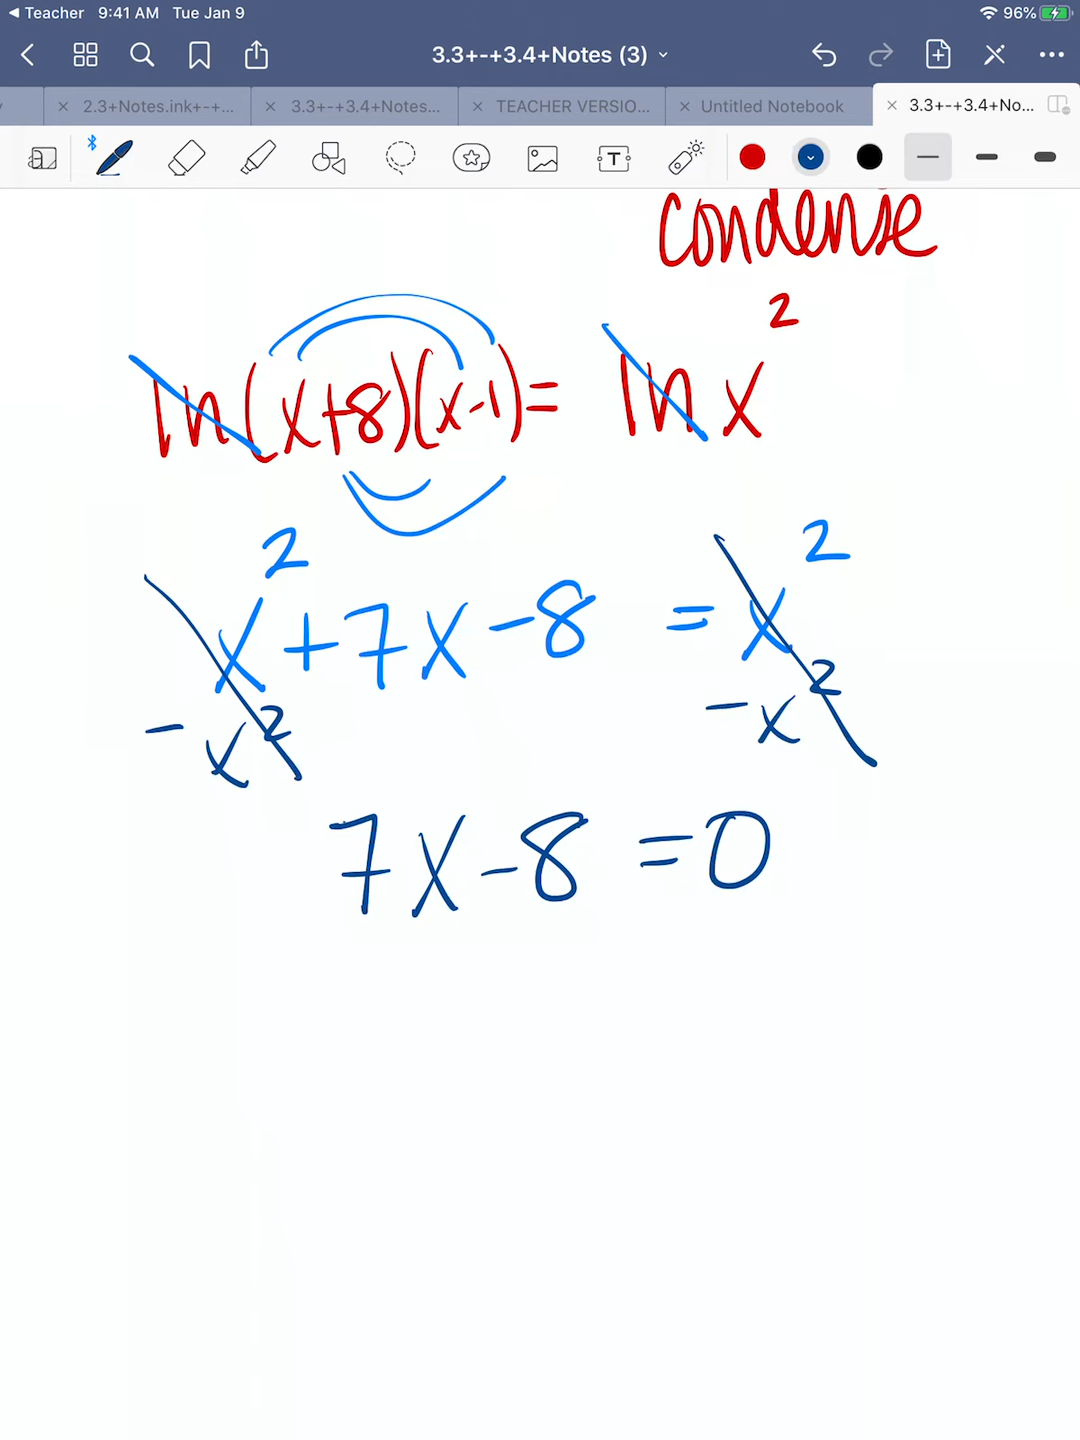 ◀ Teacher 9:41 AM Tue Jan 9 96%
3.3+-+3.4+Notes (3)
2.3+Notes.ink+-+... 3.3+-+3.4+Notes... TEACHER VERSIO... Untitled Notebook 3.3+-+3.4+No...
T
condense
ln(x+8)(x-1) = ln x²
x² + 7x - 8 = x²
- x² - x²
7x - 8 = 0